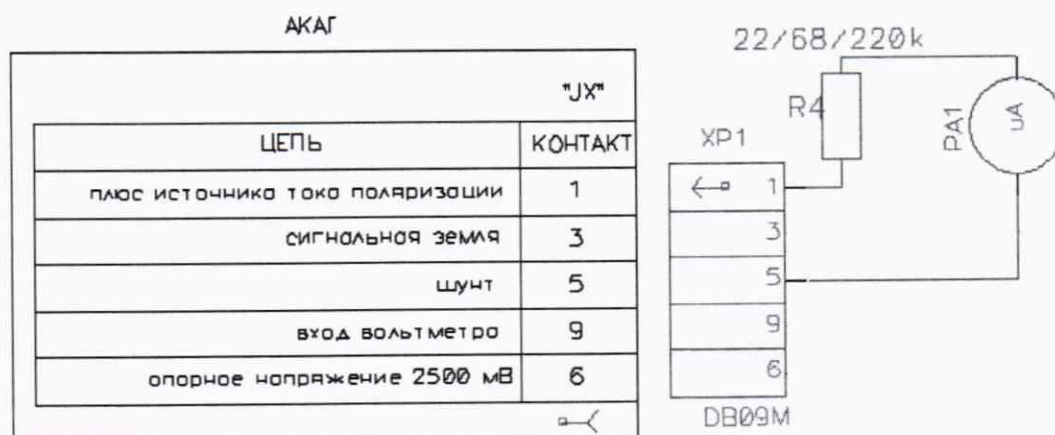 АКАГ
"JX"
ЦЕПЬ КОНТАКТ
плюс источника тока поляризации 1
сигнальная земля 3
шунт 5
вход вольтметра 9
опорное напряжение 2500 мВ 6
22/68/220k
R4
PA1
uA
XP1
1
3
5
9
6
DB09M